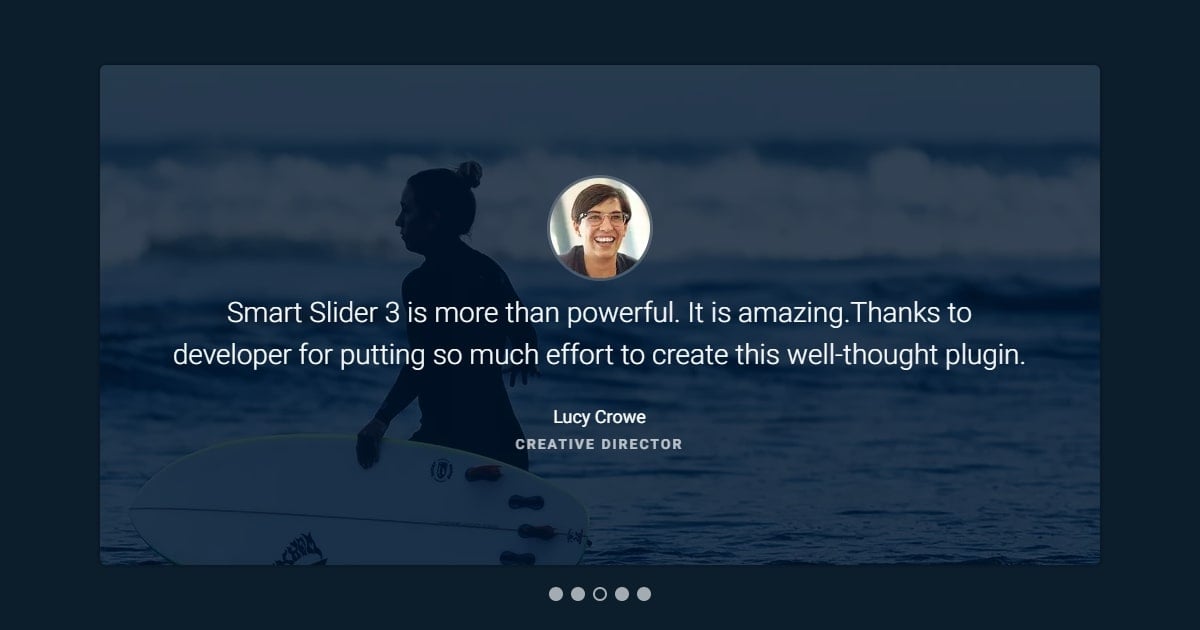 Smart Slider 3 is more than powerful. It is amazing.Thanks to
developer for putting so much effort to create this well-thought plugin.
Lucy Crowe
CREATIVE DIRECTOR